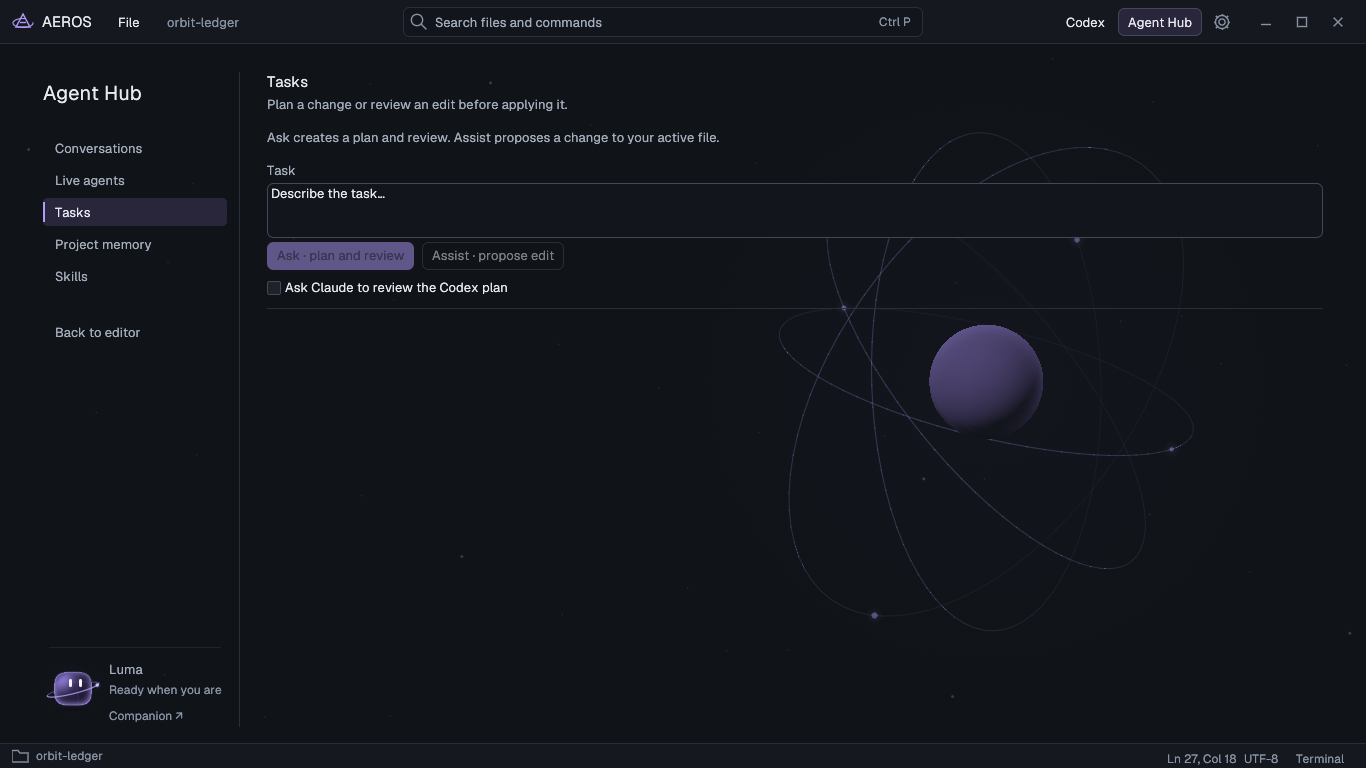 AEROS File orbit-ledger Search files and commands Ctrl P Codex Agent Hub
Agent Hub
Conversations
Live agents
Tasks
Project memory
Skills
Back to editor
Tasks
Plan a change or review an edit before applying it.
Ask creates a plan and review. Assist proposes a change to your active file.
Task
Describe the task…
Ask · plan and review Assist · propose edit
Ask Claude to review the Codex plan
Luma
Ready when you are
Companion ↗
orbit-ledger Ln 27, Col 18 UTF-8 Terminal